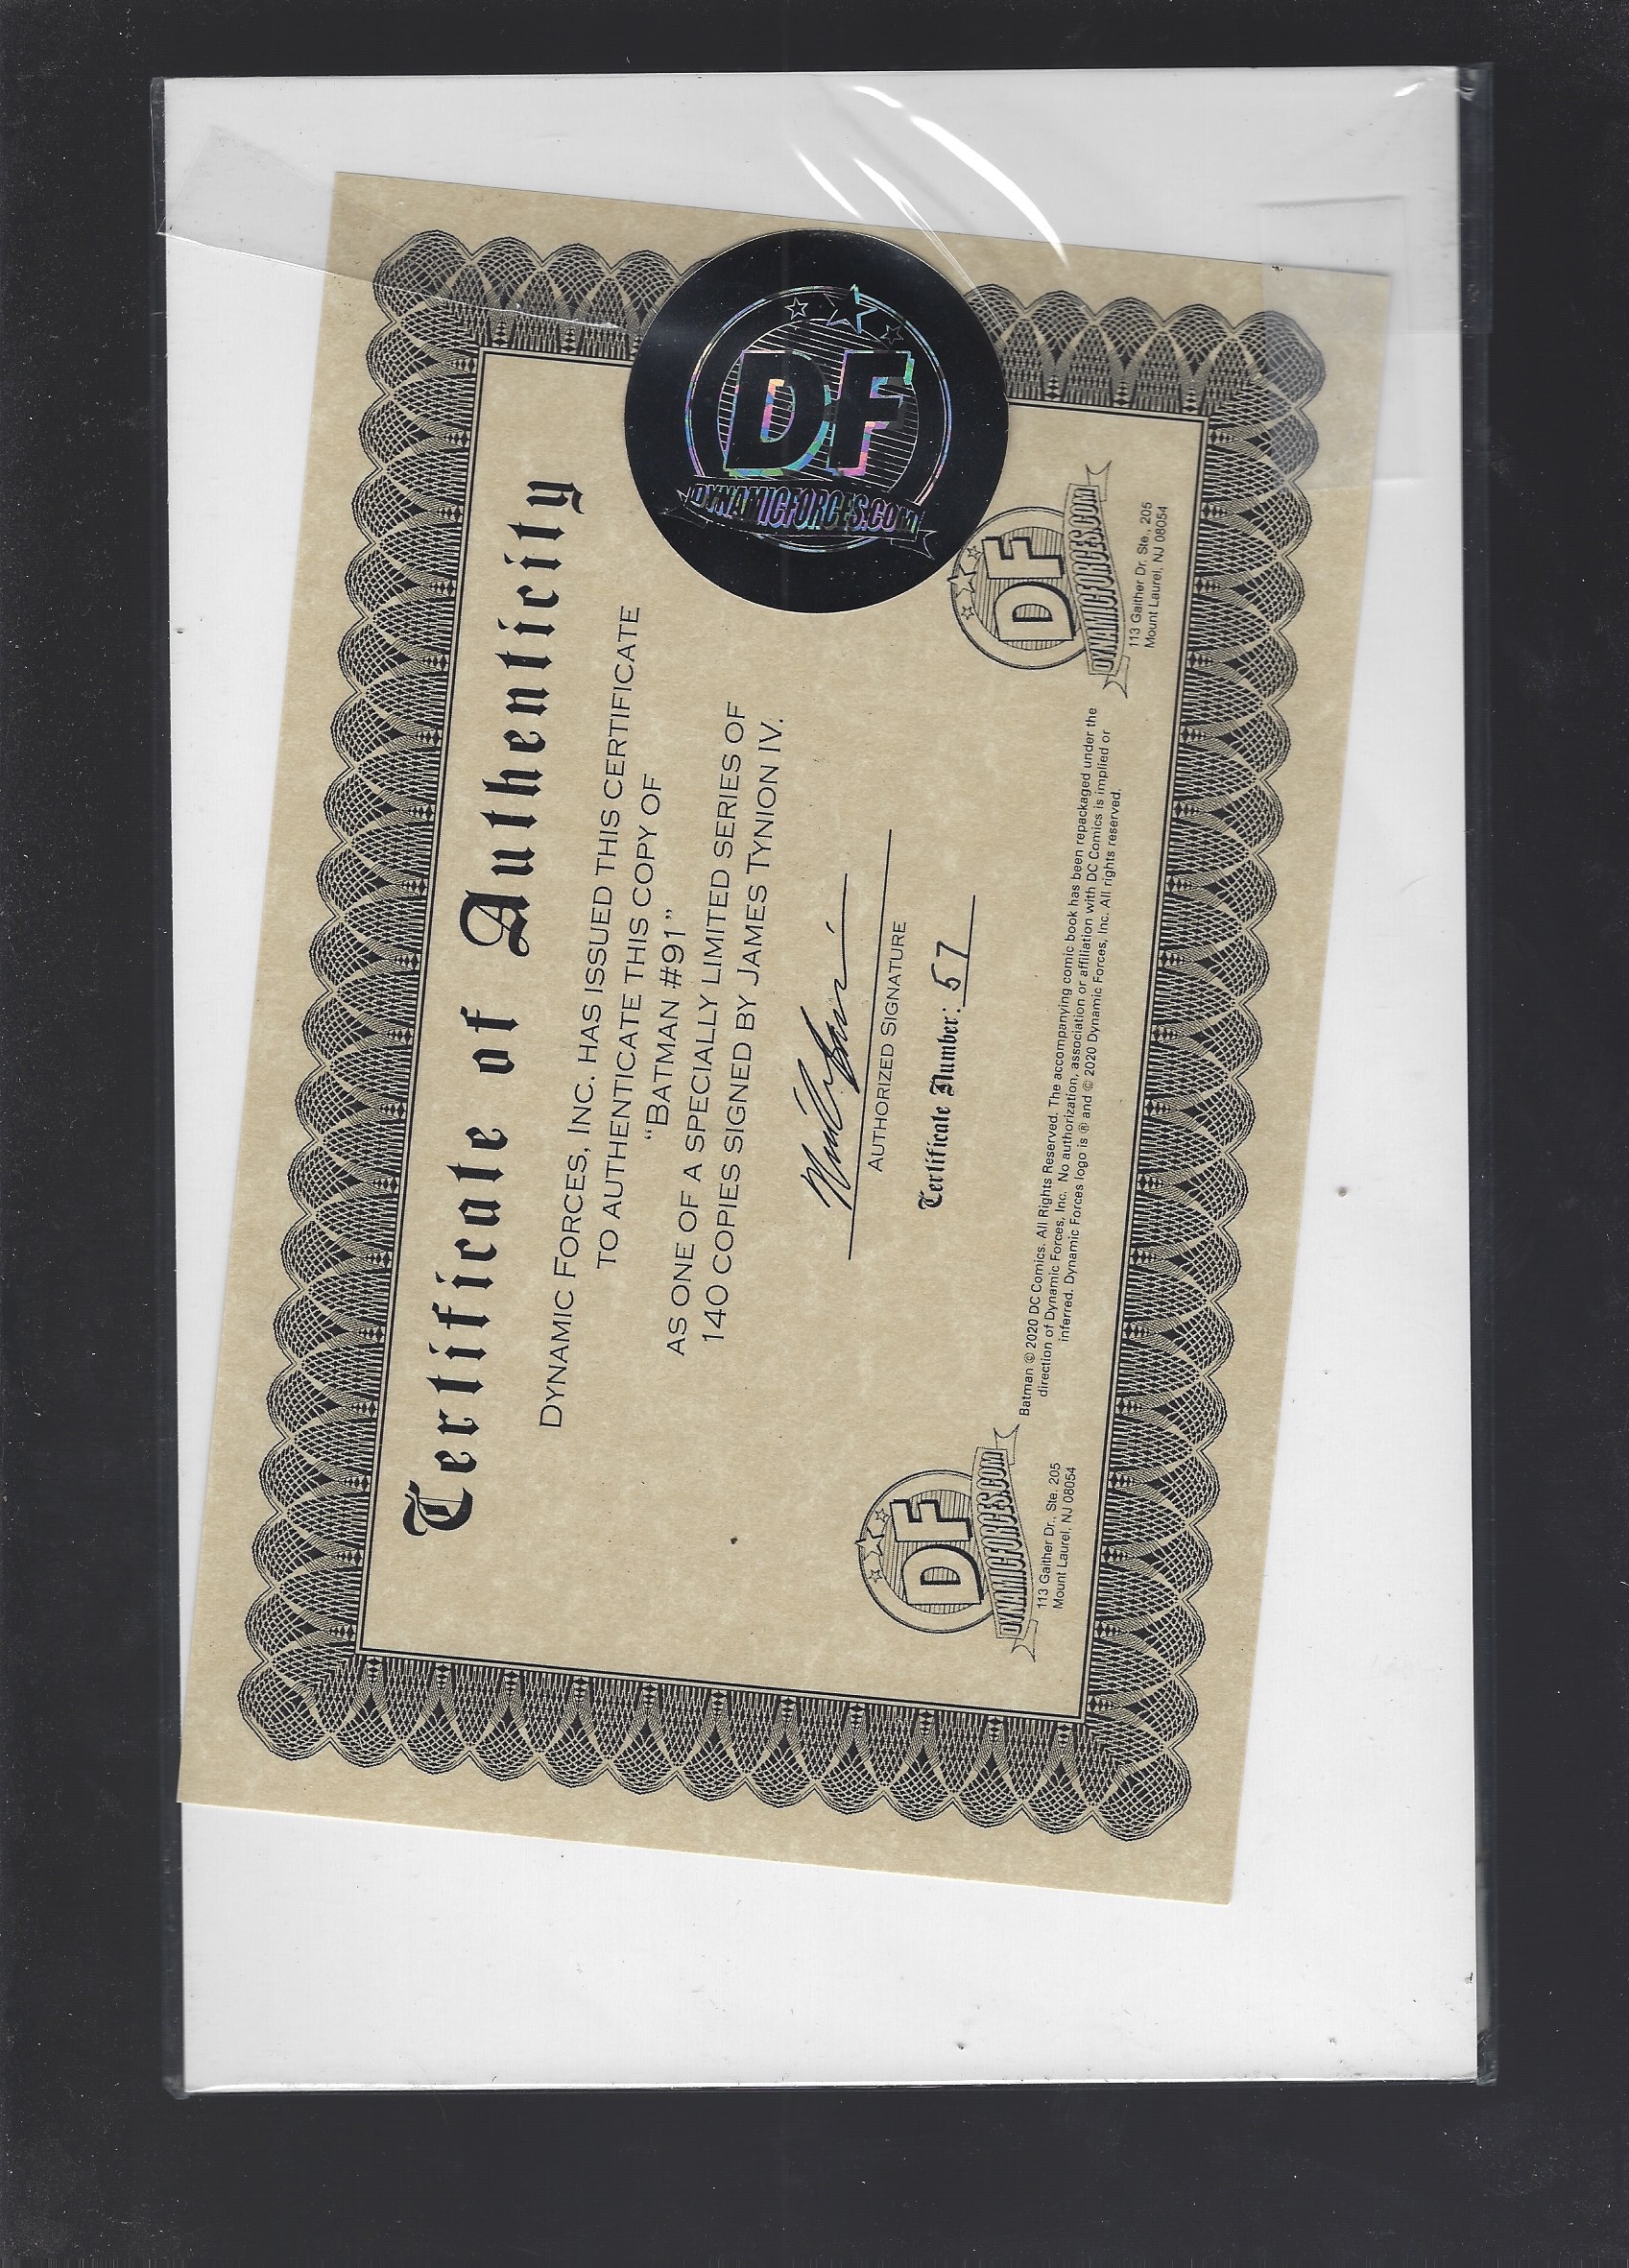 Certificate of Authenticity
DYNAMIC FORCES, INC. HAS ISSUED THIS CERTIFICATE
TO AUTHENTICATE THIS COPY OF
“BATMAN #91”
AS ONE OF A SPECIALLY LIMITED SERIES OF
140 COPIES SIGNED BY JAMES TYNION IV.
AUTHORIZED SIGNATURE
Certificate Number: 57
DF
DYNAMICFORCES.COM
113 Gaither Dr., Ste. 205
Mount Laurel, NJ 08054
Batman © 2020 DC Comics. All Rights Reserved. The accompanying comic book has been repackaged under the
direction of Dynamic Forces, Inc. No authorization, association or affiliation with DC Comics is implied or
inferred. Dynamic Forces logo is ® and © 2020 Dynamic Forces, Inc. All rights reserved.
DF
DYNAMICFORCES.COM
113 Gaither Dr. Ste., 205
Mount Laurel, NJ 08054
DF
DYNAMICFORCES.COM